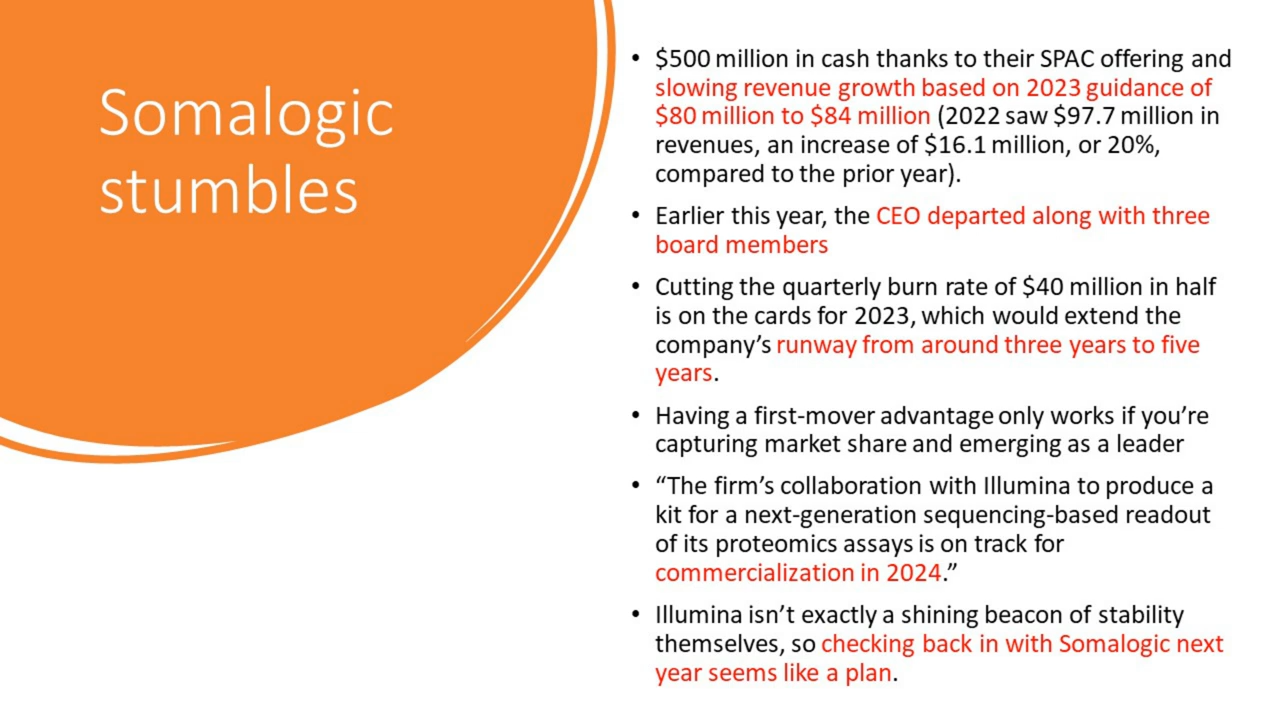 Somalogic
stumbles
• $500 million in cash thanks to their SPAC offering and
slowing revenue growth based on 2023 guidance of
$80 million to $84 million (2022 saw $97.7 million in
revenues, an increase of $16.1 million, or 20%,
compared to the prior year).
• Earlier this year, the CEO departed along with three
board members
• Cutting the quarterly burn rate of $40 million in half
is on the cards for 2023, which would extend the
company’s runway from around three years to five
years.
• Having a first-mover advantage only works if you’re
capturing market share and emerging as a leader
• “The firm’s collaboration with Illumina to produce a
kit for a next-generation sequencing-based readout
of its proteomics assays is on track for
commercialization in 2024.”
• Illumina isn’t exactly a shining beacon of stability
themselves, so checking back in with Somalogic next
year seems like a plan.